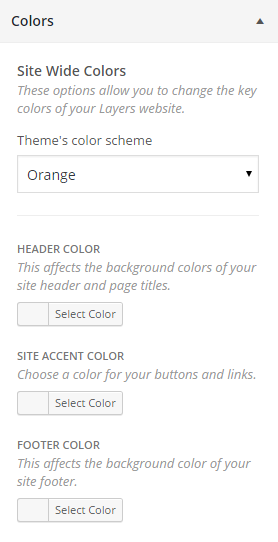 Colors
Site Wide Colors
These options allow you to change the key
colors of your Layers website.
Theme's color scheme
Orange
HEADER COLOR
This affects the background colors of your
site header and page titles.
Select Color
SITE ACCENT COLOR
Choose a color for your buttons and links.
Select Color
FOOTER COLOR
This affects the background color of your
site footer.
Select Color